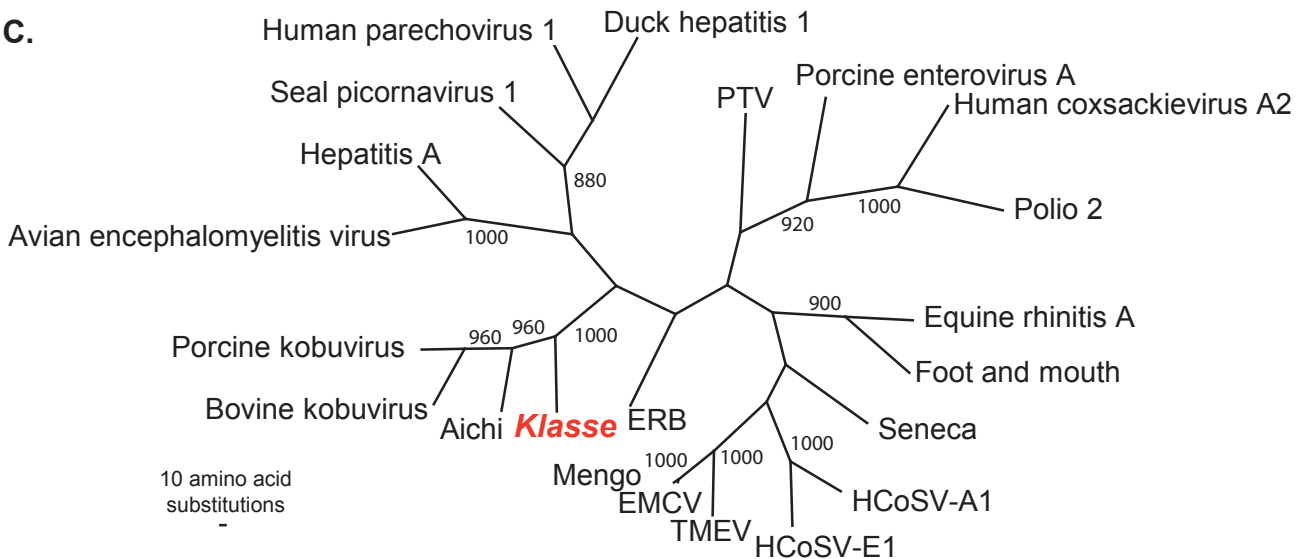 C.
Human parechovirus 1
Duck hepatitis 1
Seal picornavirus 1
PTV
Porcine enterovirus A
Human coxsackievirus A2
Hepatitis A
880
Avian encephalomyelitis virus
1000
920
1000
Polio 2
Porcine kobuvirus
960
960
1000
900
Equine rhinitis A
Foot and mouth
Bovine kobuvirus
Aichi
Klasse
ERB
Seneca
10 amino acid
substitutions
Mengo
1000
1000
1000
EMCV
TMEV
HCoSV-A1
HCoSV-E1